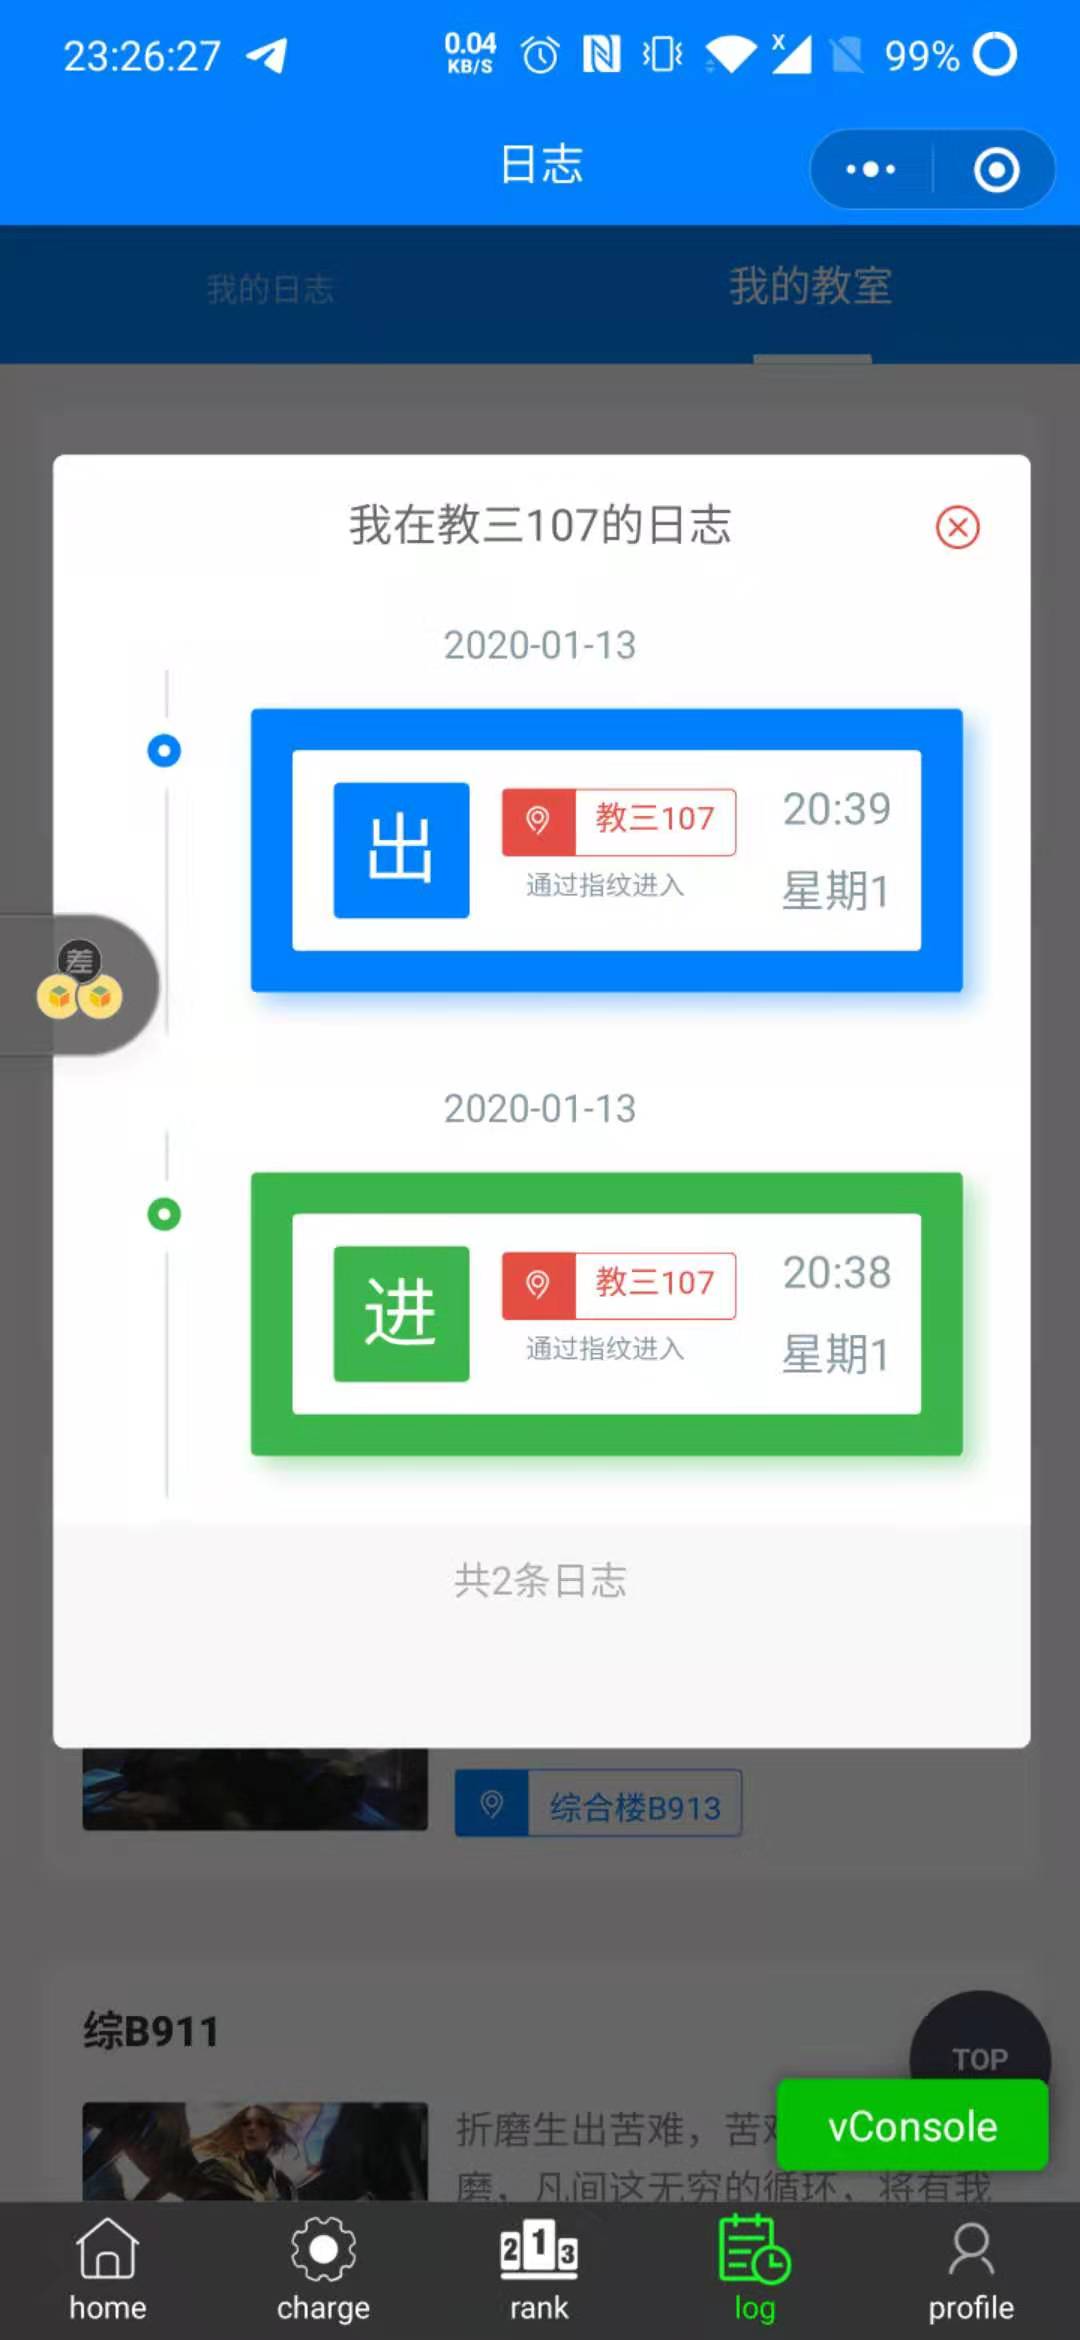 23:26:27
0.04
KB/S
X
99%
日志
我的日志
我的教室
我在教三107的日志
2020-01-13
出
教三107
通过指纹进入
20:39
星期1
差
2020-01-13
进
教三107
通过指纹进入
20:38
星期1
共2条日志
综合楼B913
综B911
TOP
折磨生出苦难，苦
vConsole
磨，凡间这无穷的循环，将有我
2 1 3
home
charge
rank
log
profile